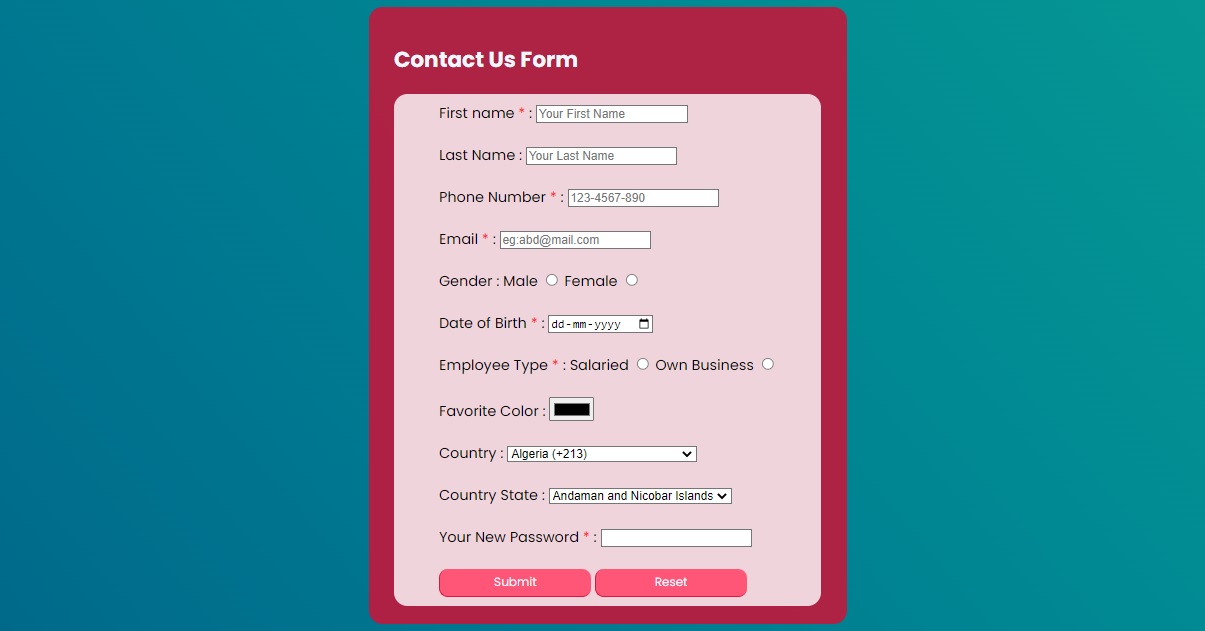 Contact Us Form
First name * : Your First Name
Last Name : Your Last Name
Phone Number * : 123-4567-890
Email * : eg:abd@mail.com
Gender : Male Female
Date of Birth * : dd-mm-yyyy
Employee Type * : Salaried Own Business
Favorite Color :
Country : Algeria (+213)
Country State : Andaman and Nicobar Islands
Your New Password * :
Submit Reset